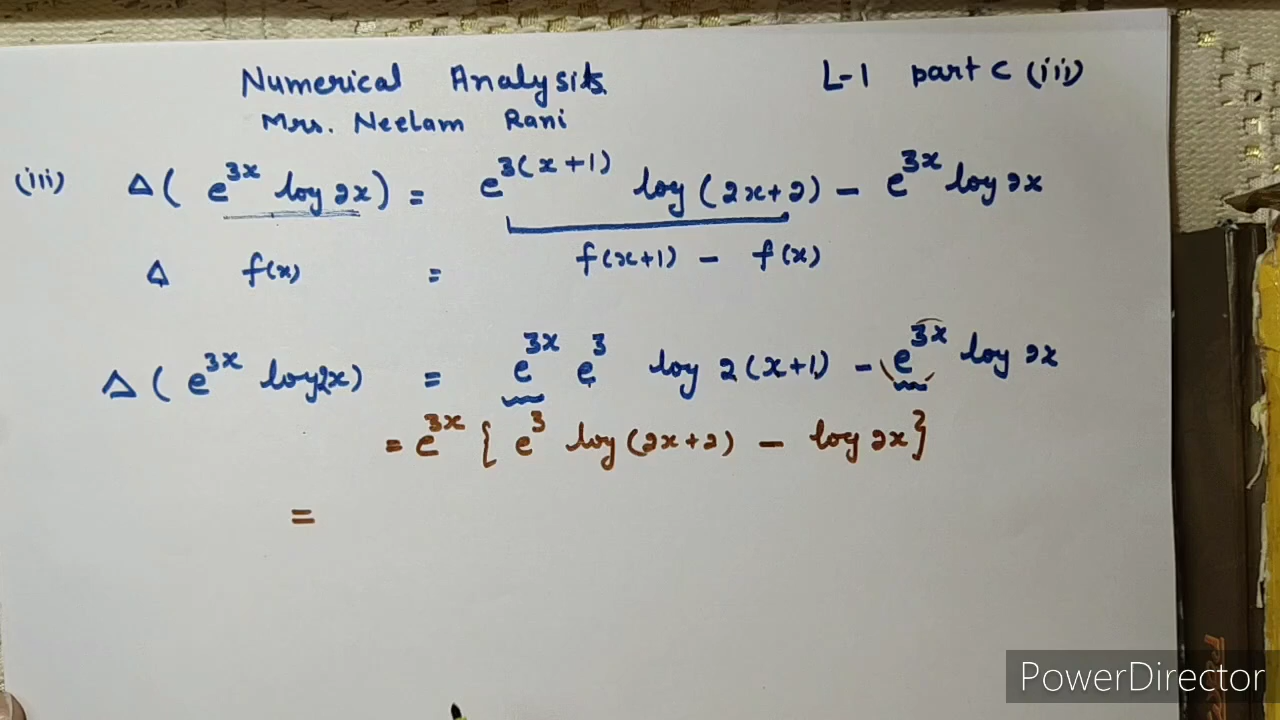 Numerical Analysis L-1 part C (iii)
Mrs. Neelam Rani
(iii) Δ( e^{3x} log 2x) = e^{3(x+1)} log (2x+2) - e^{3x} log 2x
Δ f(x) = f(x+1) - f(x)
Δ ( e^{3x} log 2x) = e^{3x} e^{3} log 2(x+1) - (e^{3x}) log 2x
= e^{3x} { e^{3} log (2x+2) - log 2x}
=
PowerDirector